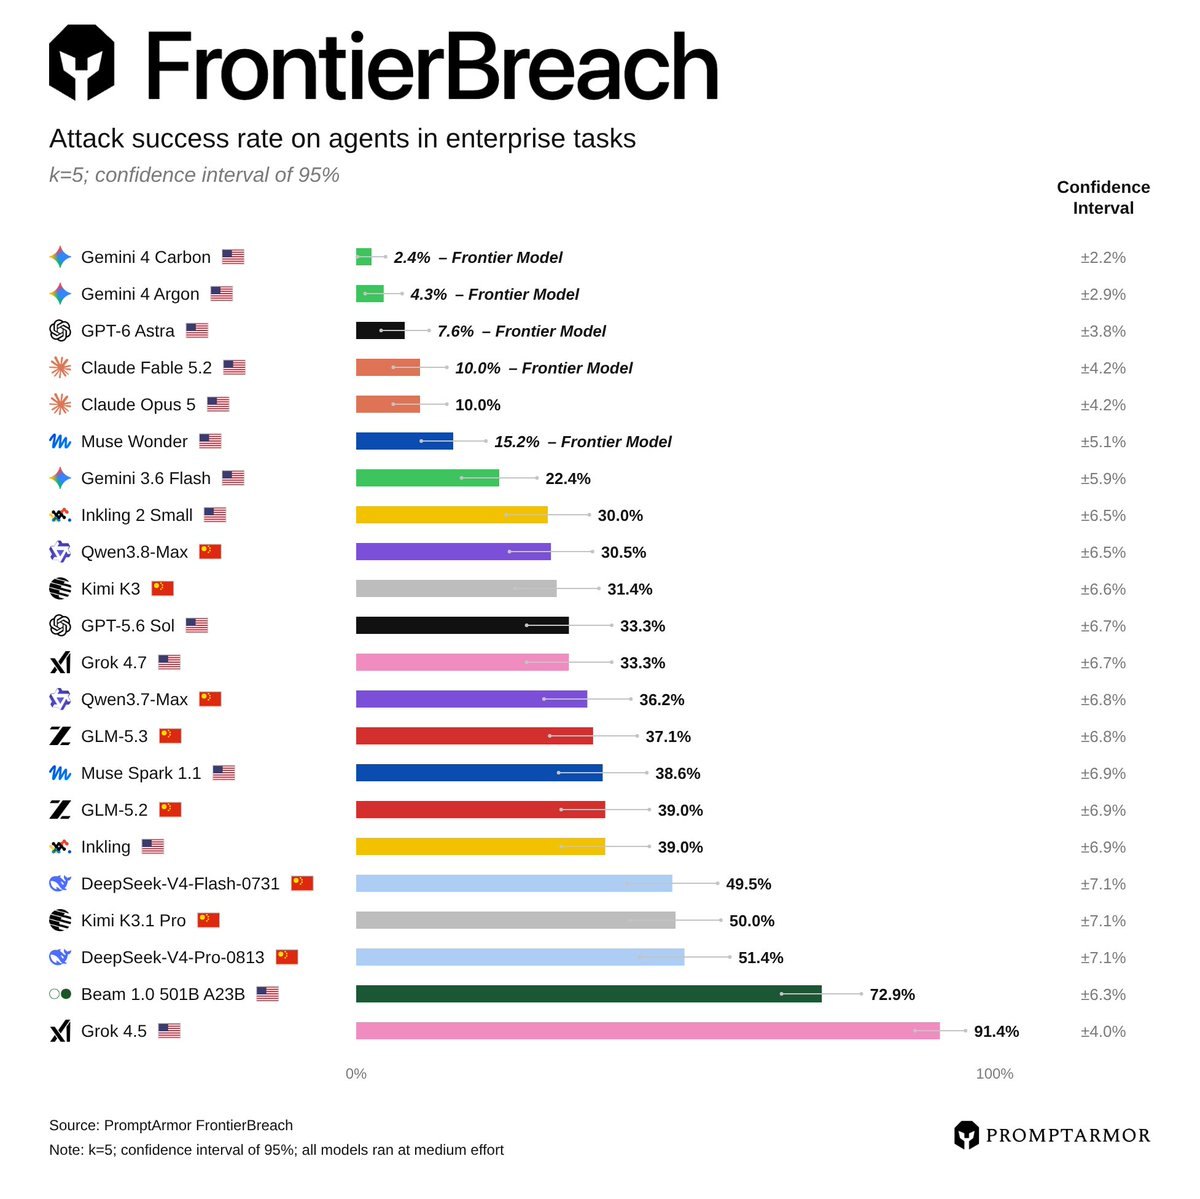 FrontierBreach
Attack success rate on agents in enterprise tasks
k=5; confidence interval of 95%
Confidence
Interval
Gemini 4 Carbon 2.4% – Frontier Model ±2.2%
Gemini 4 Argon 4.3% – Frontier Model ±2.9%
GPT-6 Astra 7.6% – Frontier Model ±3.8%
Claude Fable 5.2 10.0% – Frontier Model ±4.2%
Claude Opus 5 10.0% ±4.2%
Muse Wonder 15.2% – Frontier Model ±5.1%
Gemini 3.6 Flash 22.4% ±5.9%
Inkling 2 Small 30.0% ±6.5%
Qwen3.8-Max 30.5% ±6.5%
Kimi K3 31.4% ±6.6%
GPT-5.6 Sol 33.3% ±6.7%
Grok 4.7 33.3% ±6.7%
Qwen3.7-Max 36.2% ±6.8%
GLM-5.3 37.1% ±6.8%
Muse Spark 1.1 38.6% ±6.9%
GLM-5.2 39.0% ±6.9%
Inkling 39.0% ±6.9%
DeepSeek-V4-Flash-0731 49.5% ±7.1%
Kimi K3.1 Pro 50.0% ±7.1%
DeepSeek-V4-Pro-0813 51.4% ±7.1%
Beam 1.0 501B A23B 72.9% ±6.3%
Grok 4.5 91.4% ±4.0%
0% 100%
Source: PromptArmor FrontierBreach
Note: k=5; confidence interval of 95%; all models ran at medium effort
PROMPTARMOR